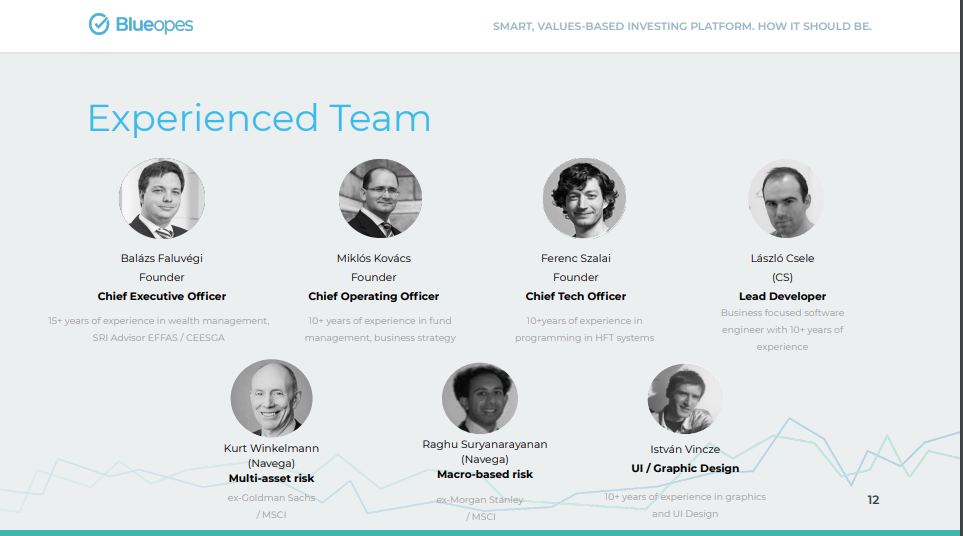 Blueopes
SMART, VALUES-BASED INVESTING PLATFORM. HOW IT SHOULD BE.
Experienced Team
Balázs Faluvégi
Founder
Chief Executive Officer
15+ years of experience in wealth management,
SRI Advisor EFFAS / CEESGA
Miklós Kovács
Founder
Chief Operating Officer
10+ years of experience in fund
management, business strategy
Ferenc Szalai
Founder
Chief Tech Officer
10+years of experience in
programming in HFT systems
László Csele
(CS)
Lead Developer
Business focused software
engineer with 10+ years of
experience
Kurt Winkelmann
(Navega)
Multi-asset risk
ex-Goldman Sachs
/ MSCI
Raghu Suryanarayanan
(Navega)
Macro-based risk
ex-Morgan Stanley
/ MSCI
István Vincze
UI / Graphic Design
10+ years of experience in graphics
and UI Design
12